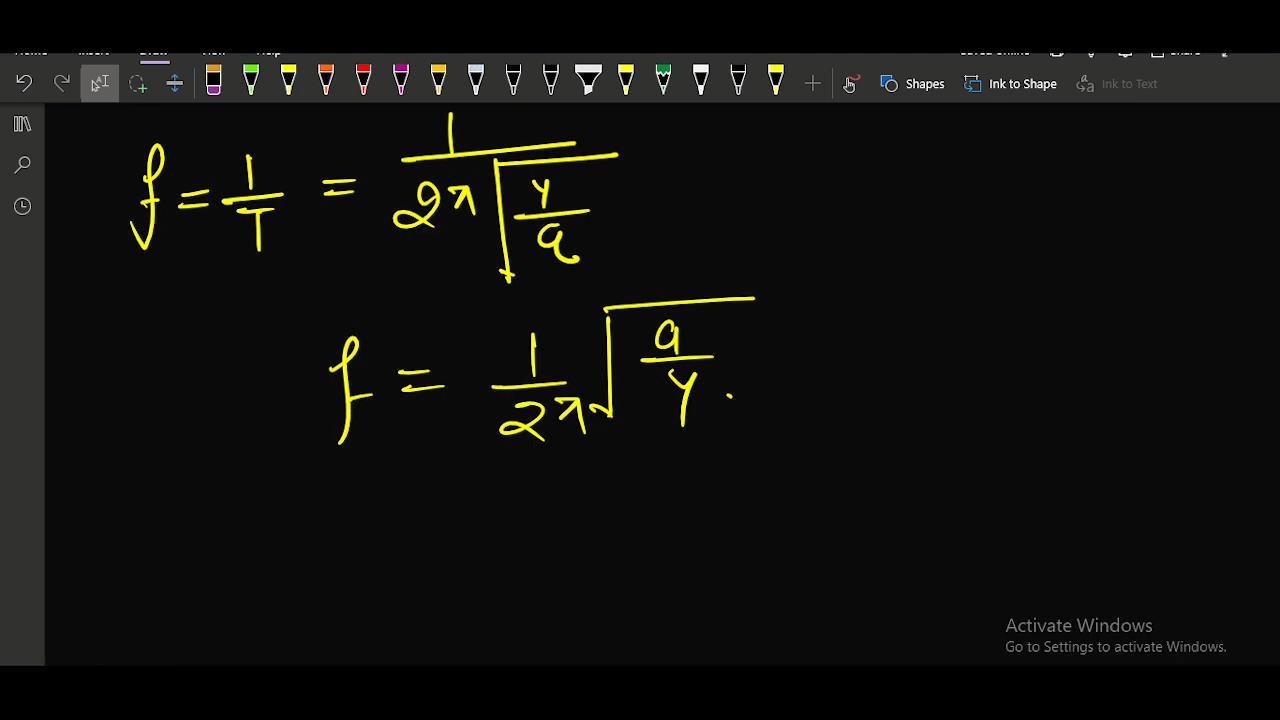 Shapes Ink to Shape Ink to Text
f = 1/T = 1/2π√(y/a)
f = 1/2π √(a/y).
Activate Windows
Go to Settings to activate Windows.